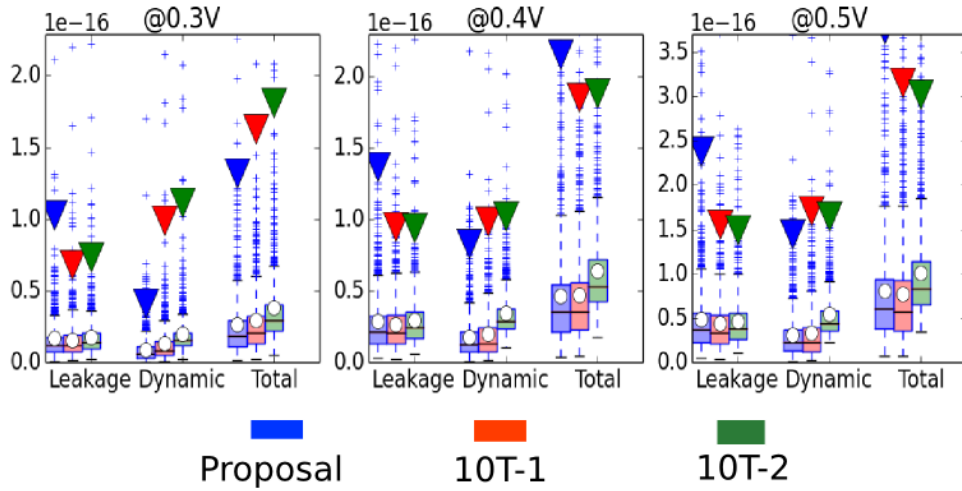 1e−16 @0.3V
2.0
1.5
1.0
0.5
0.0
Leakage Dynamic Total
1e−16 @0.4V
2.0
1.5
1.0
0.5
0.0
Leakage Dynamic Total
1e−16 @0.5V
3.5
3.0
2.5
2.0
1.5
1.0
0.5
0.0
Leakage Dynamic Total
Proposal 10T-1 10T-2